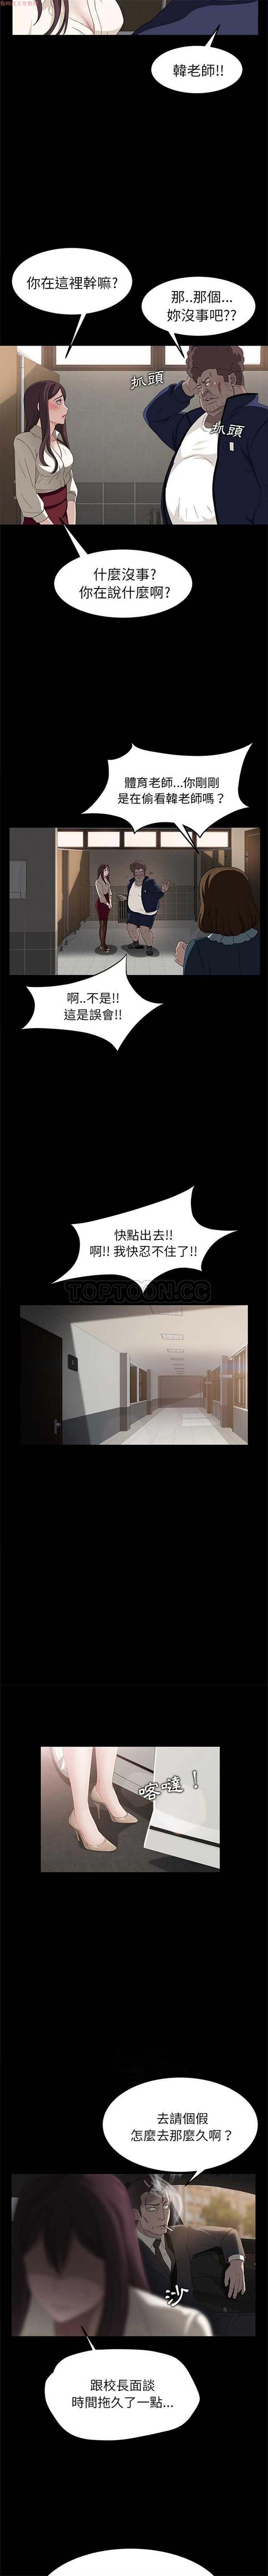 韓老師!!
你在這裡幹嘛?
那..那個...
妳沒事吧??
抓頭
抓頭
什麼沒事?
你在說什麼啊?
體育老師...你剛剛
是在偷看韓老師嗎？
啊..不是!!
這是誤會!!
快點出去!!
啊!! 我快忍不住了!!
TOPTOON.CC
喀噠！
去請個假
怎麼去那麼久啊？
沙
跟校長面談
時間拖久了一點...